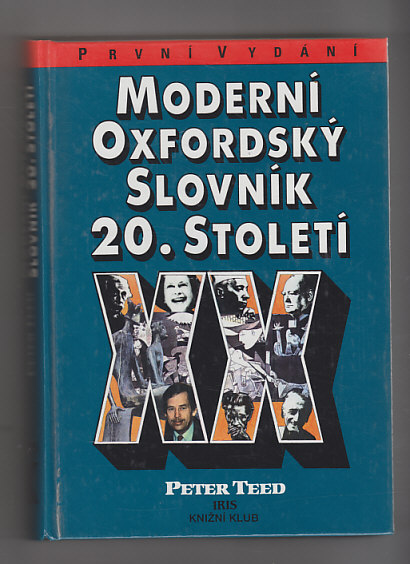 PRVNÍ VYDÁNÍ
MODERNÍ
OXFORDSKÝ
SLOVNÍK
20. STOLETÍ
XX
PETER TEED
IRIS
KNIŽNÍ KLUB